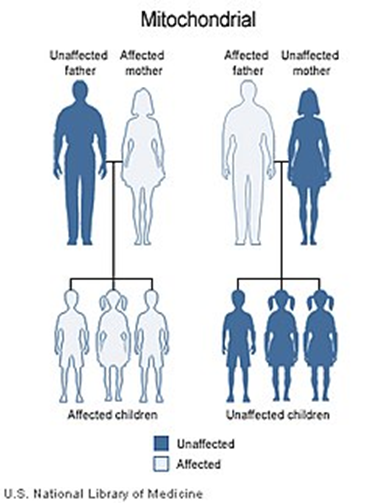 Mitochondrial
Unaffected
father
Affected
mother
Affected
father
Unaffected
mother
Affected children
Unaffected children
Unaffected
Affected
U.S. National Library of Medicine